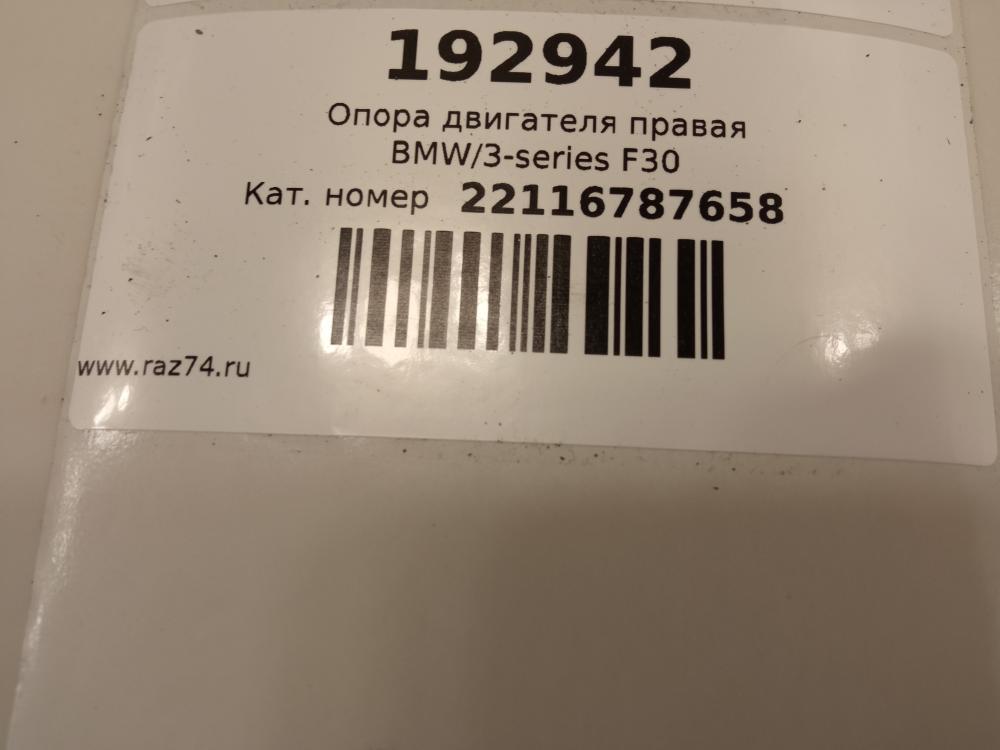 192942
Опора двигателя правая
BMW/3-series F30
Кат. номер 22116787658
www.raz74.ru